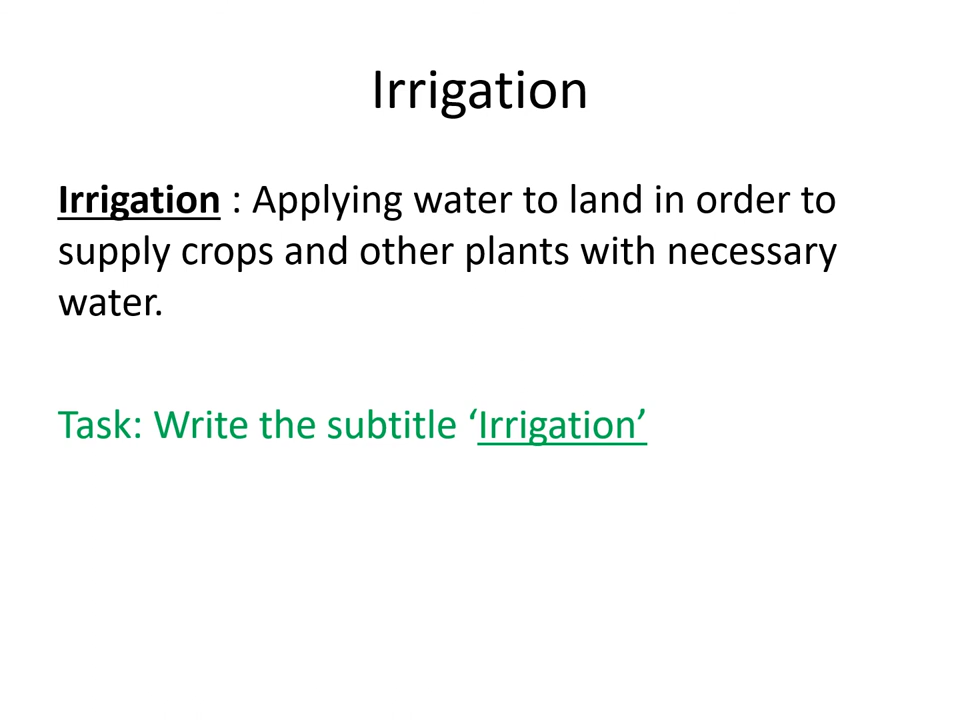 Irrigation
Irrigation : Applying water to land in order to
supply crops and other plants with necessary
water.
Task: Write the subtitle ‘Irrigation’